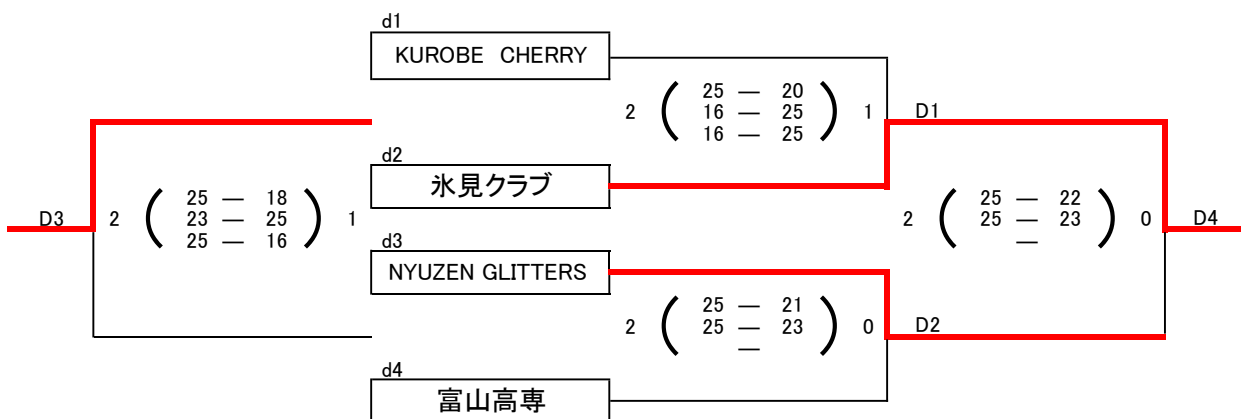 d1
KUROBE CHERRY
2 ( 25 — 20 ) 1
16 — 25
16 — 25
D1
d2
氷見クラブ
D3
2 ( 25 — 18 ) 1
23 — 25
25 — 16
2 ( 25 — 22 ) 0
25 — 23
—
D4
d3
NYUZEN GLITTERS
2 ( 25 — 21 ) 0
25 — 23
—
D2
d4
富山高専